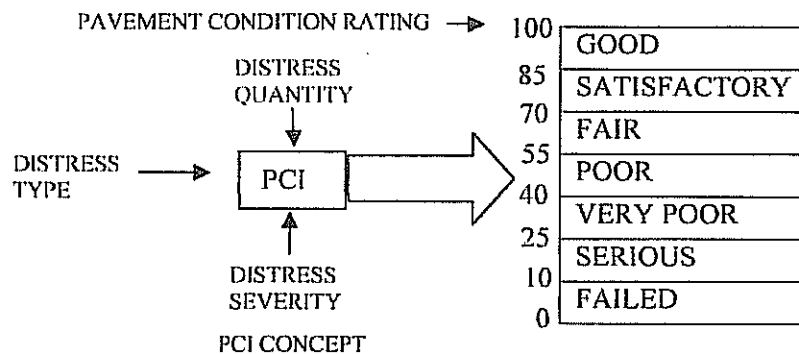 PAVEMENT CONDITION RATING
DISTRESS
QUANTITY
DISTRESS
TYPE
PCI
DISTRESS
SEVERITY
PCI CONCEPT
100
GOOD
85
SATISFACTORY
70
FAIR
55
POOR
40
VERY POOR
25
SERIOUS
10
FAILED
0